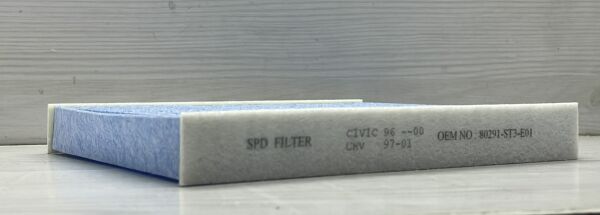 SPD FILTER
CIVIC 96 --00
CRV 97-01
OEM NO : 80291-ST3-E01